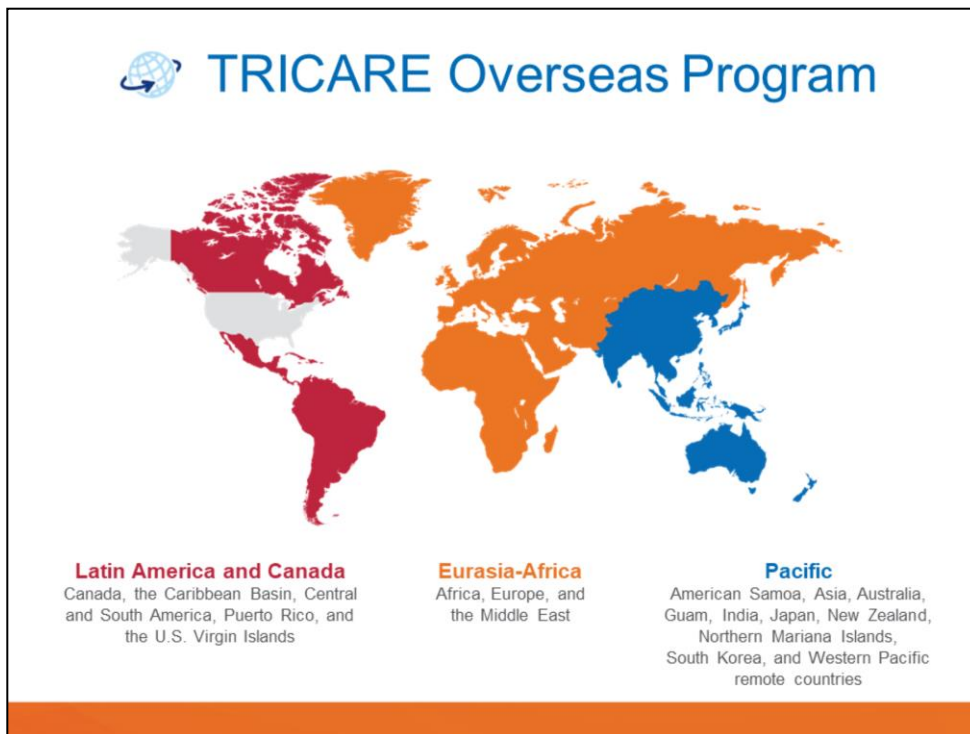 TRICARE Overseas Program
Latin America and Canada
Canada, the Caribbean Basin, Central
and South America, Puerto Rico, and
the U.S. Virgin Islands
Eurasia-Africa
Africa, Europe, and
the Middle East
Pacific
American Samoa, Asia, Australia,
Guam, India, Japan, New Zealand,
Northern Mariana Islands,
South Korea, and Western Pacific
remote countries